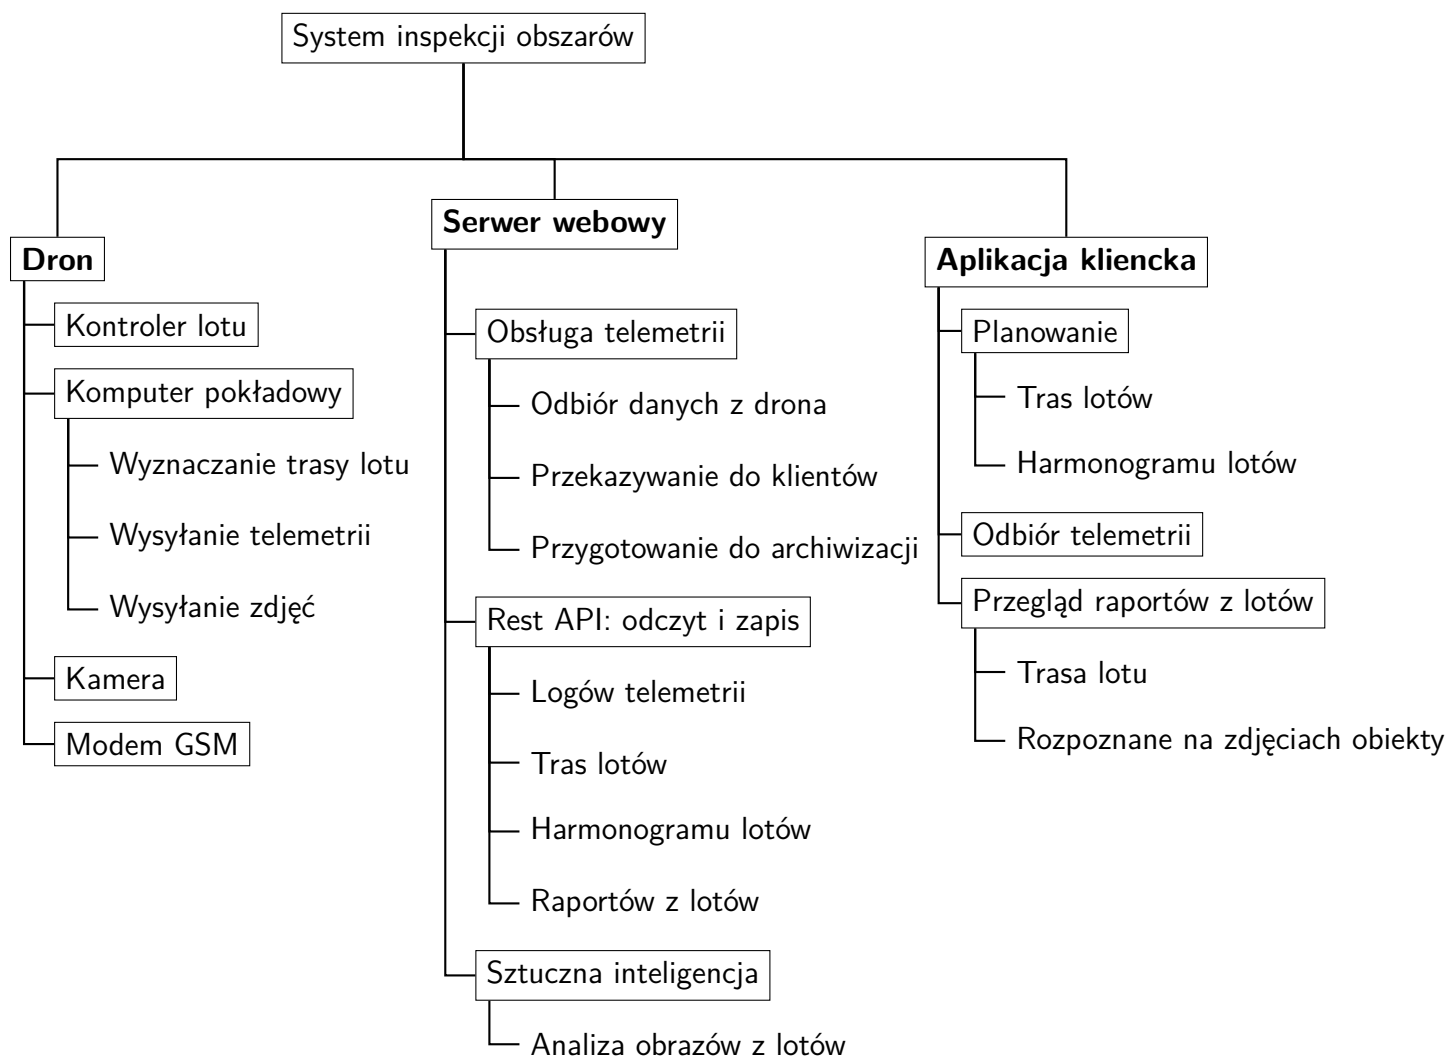 System inspekcji obszarów
Dron
Kontroler lotu
Komputer pokładowy
Wyznaczanie trasy lotu
Wysyłanie telemetrii
Wysyłanie zdjęć
Kamera
Modem GSM
Serwer webowy
Obsługa telemetrii
Odbiór danych z drona
Przekazywanie do klientów
Przygotowanie do archiwizacji
Rest API: odczyt i zapis
Logów telemetrii
Tras lotów
Harmonogramu lotów
Raportów z lotów
Sztuczna inteligencja
Analiza obrazów z lotów
Aplikacja kliencka
Planowanie
Tras lotów
Harmonogramu lotów
Odbiór telemetrii
Przegląd raportów z lotów
Trasa lotu
Rozpoznane na zdjęciach obiekty